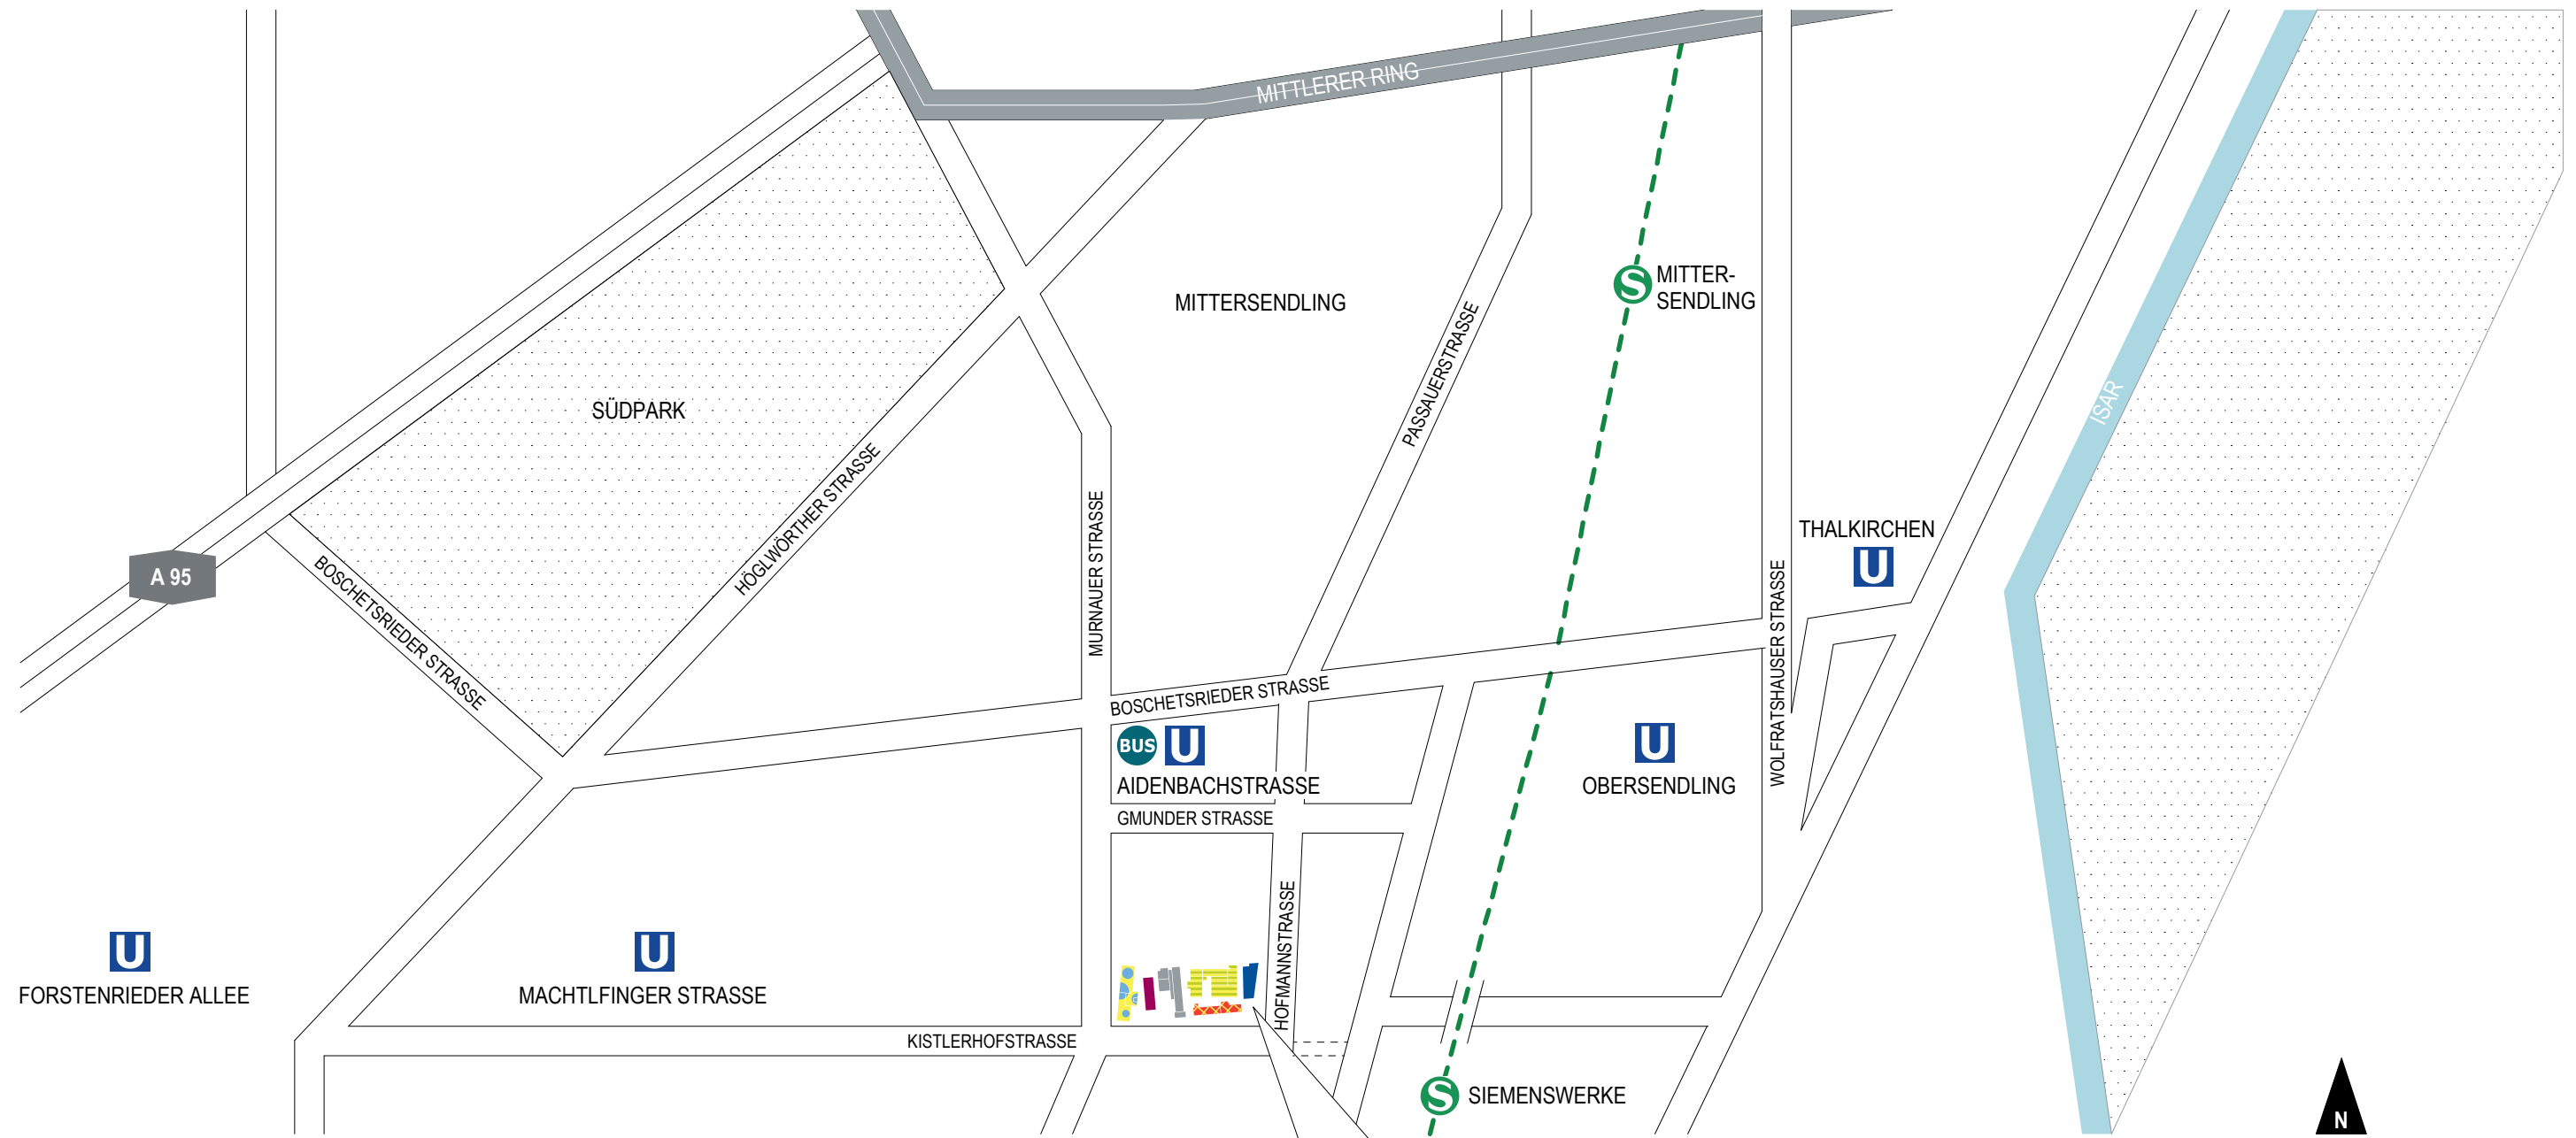 MITTLERER RING
MITTER-
SENDLING
MITTERSENDLING
PASSAUERSTRASSE
SÜDPARK
ISAR
HÖGLWÖRTHER STRASSE
MURNAUER STRASSE
THALKIRCHEN
U
A 95
BOSCHETSRIEDER STRASSE
WOLFRATSHAUSER STRASSE
BOSCHETSRIEDER STRASSE
BUS U
AIDENBACHSTRASSE
U
OBERSENDLING
GMUNDER STRASSE
HOFMANNSTRASSE
U
FORSTENRIEDER ALLEE
U
MACHTLFINGER STRASSE
KISTLERHOFSTRASSE
S SIEMENSWERKE
S
N